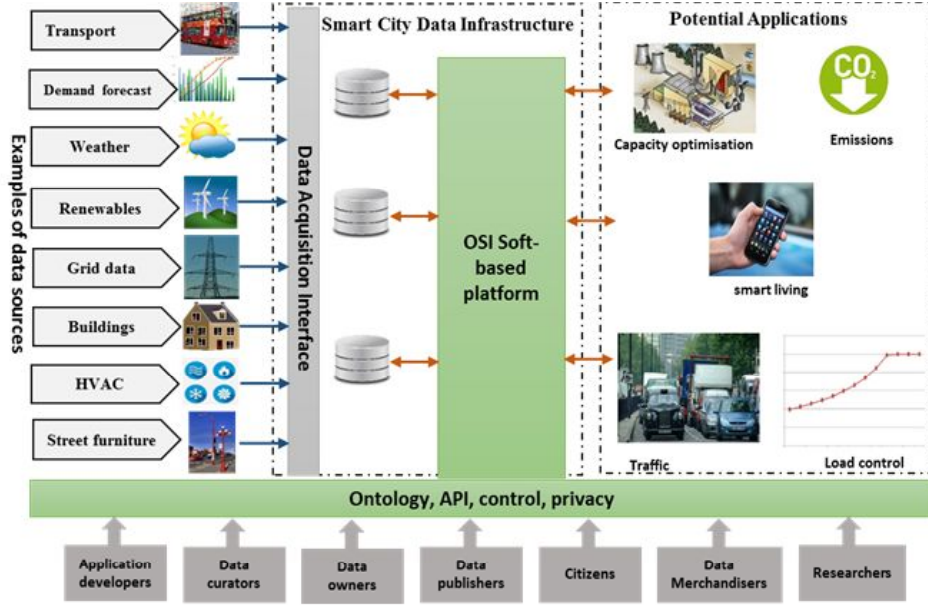 Examples of data sources
Transport
Demand forecast
Weather
Renewables
Grid data
Buildings
HVAC
Street furniture
Data Acquisition Interface
Smart City Data Infrastructure
OSI Soft-
based
platform
Potential Applications
CO2
Capacity optimisation
Emissions
smart living
Traffic
Load control
Ontology, API, control, privacy
Application
developers
Data
curators
Data
owners
Data
publishers
Citizens
Data
Merchandisers
Researchers